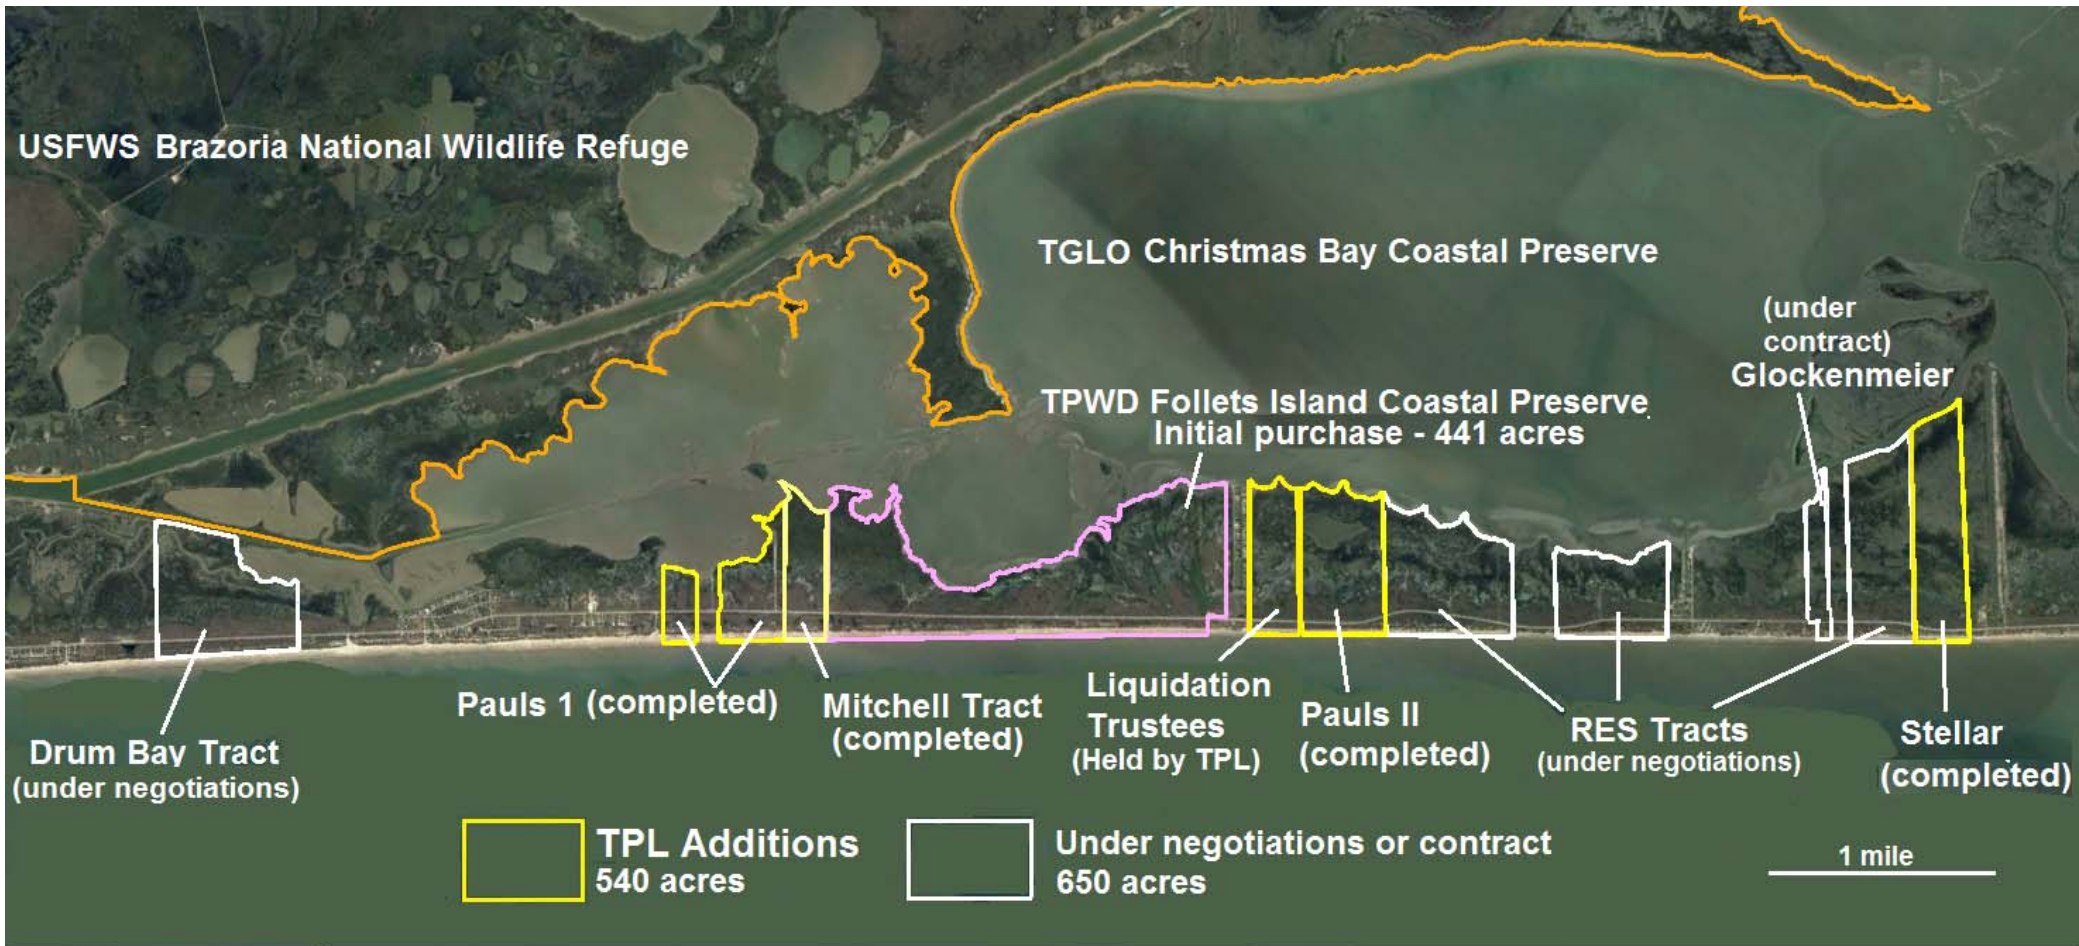 USFWS Brazoria National Wildlife Refuge
TGLO Christmas Bay Coastal Preserve
(under
contract)
Glockenmeier
TPWD Follets Island Coastal Preserve
Initial purchase - 441 acres
Drum Bay Tract
(under negotiations)
Pauls 1 (completed)
Mitchell Tract
(completed)
Liquidation
Trustees
(Held by TPL)
Pauls II
(completed)
RES Tracts
(under negotiations)
Stellar
(completed)
TPL Additions
540 acres
Under negotiations or contract
650 acres
1 mile